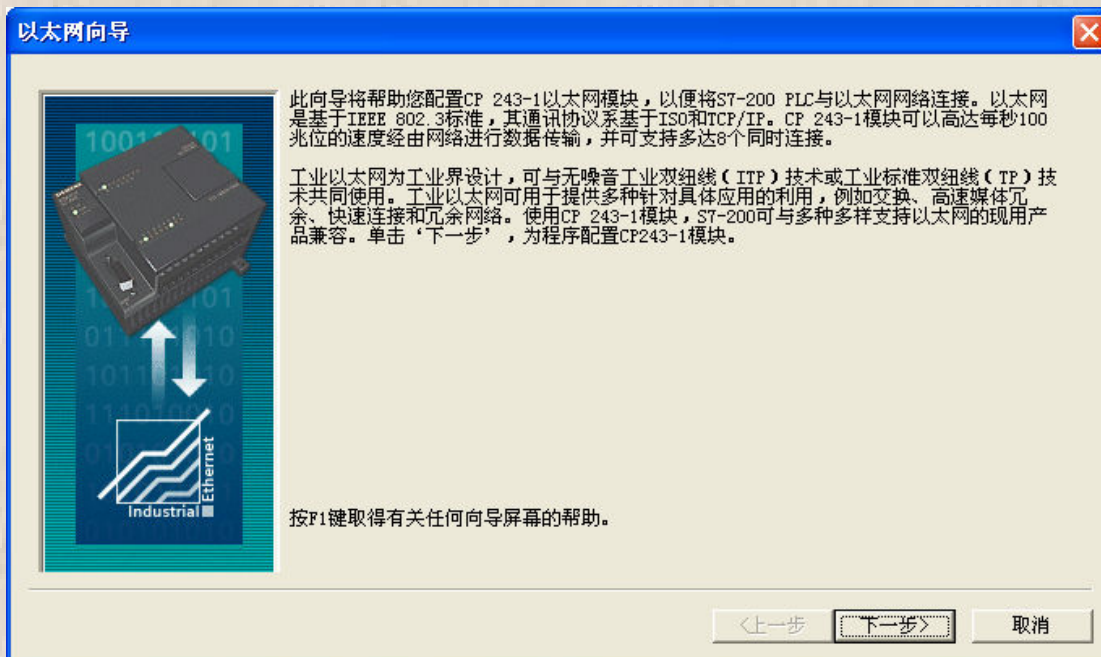 以太网向导
此向导将帮助您配置CP 243-1以太网模块，以便将S7-200 PLC与以太网网络连接。以太网
是基于IEEE 802.3标准，其通讯协议系基于ISO和TCP/IP。CP 243-1模块可以高达每秒100
兆位的速度经由网络进行数据传输，并可支持多达8个同时连接。
工业以太网为工业界设计，可与无噪音工业双纽线（ITP）技术或工业标准双纽线（TP）技
术共同使用。工业以太网可用于提供多种针对具体应用的利用，例如交换、高速媒体冗
余、快速连接和冗余网络。使用CP 243-1模块，S7-200可与多种多样支持以太网的现用产
品兼容。单击‘下一步’，为程序配置CP243-1模块。
Industrial
Ethernet
按F1键取得有关任何向导屏幕的帮助。
<上一步
下一步>
取消